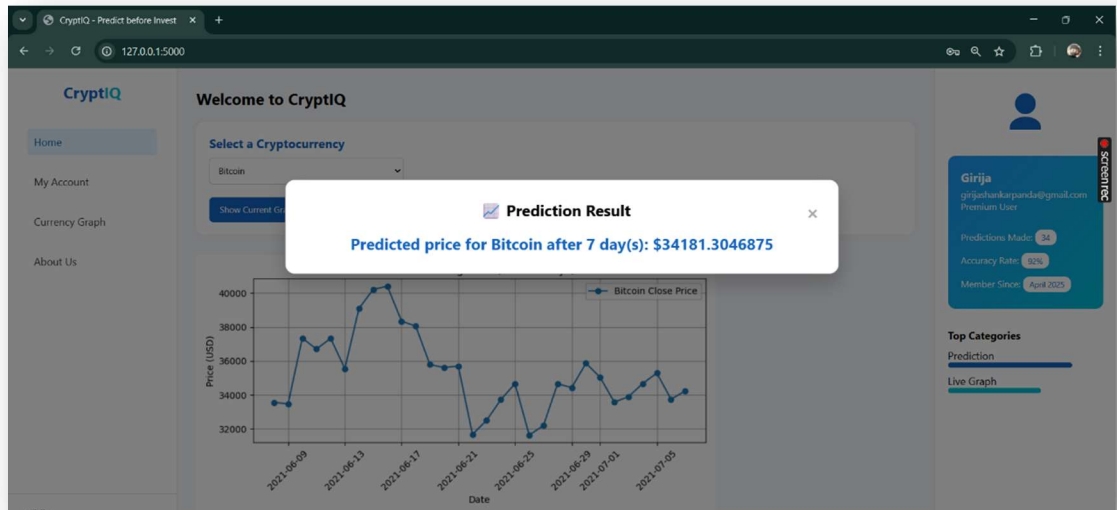 CryptIQ - Predict before Invest
127.0.0.1:5000
CryptIQ
Home
My Account
Currency Graph
About Us
Welcome to CryptIQ
Select a Cryptocurrency
Bitcoin
Show Current Gr
Prediction Result
Predicted price for Bitcoin after 7 day(s): $34181.3046875
Bitcoin Close Price
Price (USD)
40000
38000
36000
34000
32000
2021-06-09
2021-06-13
2021-06-17
2021-06-21
2021-06-25
2021-06-29
2021-07-01
2021-07-05
Date
Girija
girijashankarpanda@gmail.com
Premium User
Predictions Made: 34
Accuracy Rate: 92%
Member Since: April 2025
Top Categories
Prediction
Live Graph
screenrec